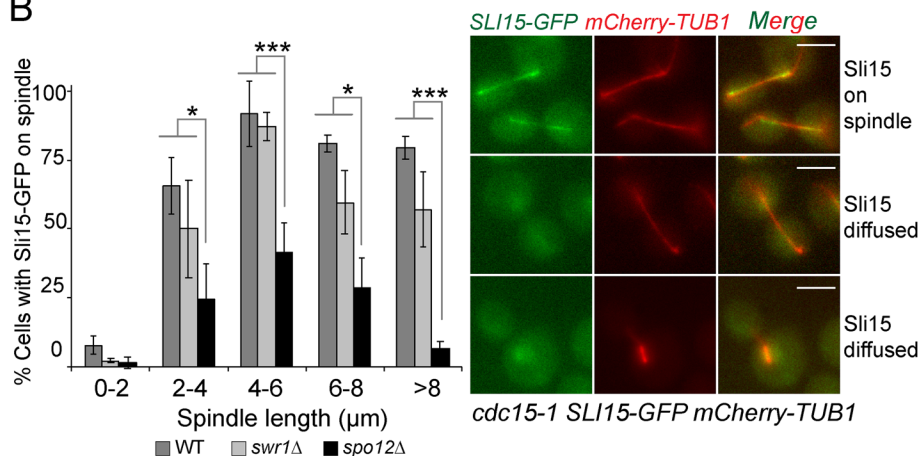 B
% Cells with Sli15-GFP on spindle
100
75
50
25
0
***
*
*
***
0-2 2-4 4-6 6-8 >8
Spindle length (µm)
WT swr1Δ spo12Δ
SLI15-GFP mCherry-TUB1 Merge
Sli15
on
spindle
Sli15
diffused
Sli15
diffused
cdc15-1 SLI15-GFP mCherry-TUB1